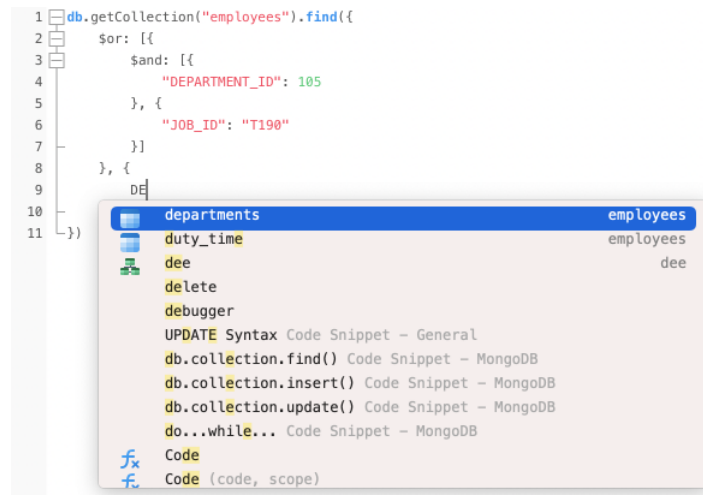 1 db.getCollection("employees").find({
2 $or: [{
3 $and: [{
4 "DEPARTMENT_ID": 105
5 }, {
6 "JOB_ID": "T190"
7 }]
8 }, {
9 DE
10
11 })
departments employees
duty_time employees
dee dee
delete
debugger
UPDATE Syntax Code Snippet – General
db.collection.find() Code Snippet – MongoDB
db.collection.insert() Code Snippet – MongoDB
db.collection.update() Code Snippet – MongoDB
do...while... Code Snippet – MongoDB
fx Code
fx Code (code, scope)